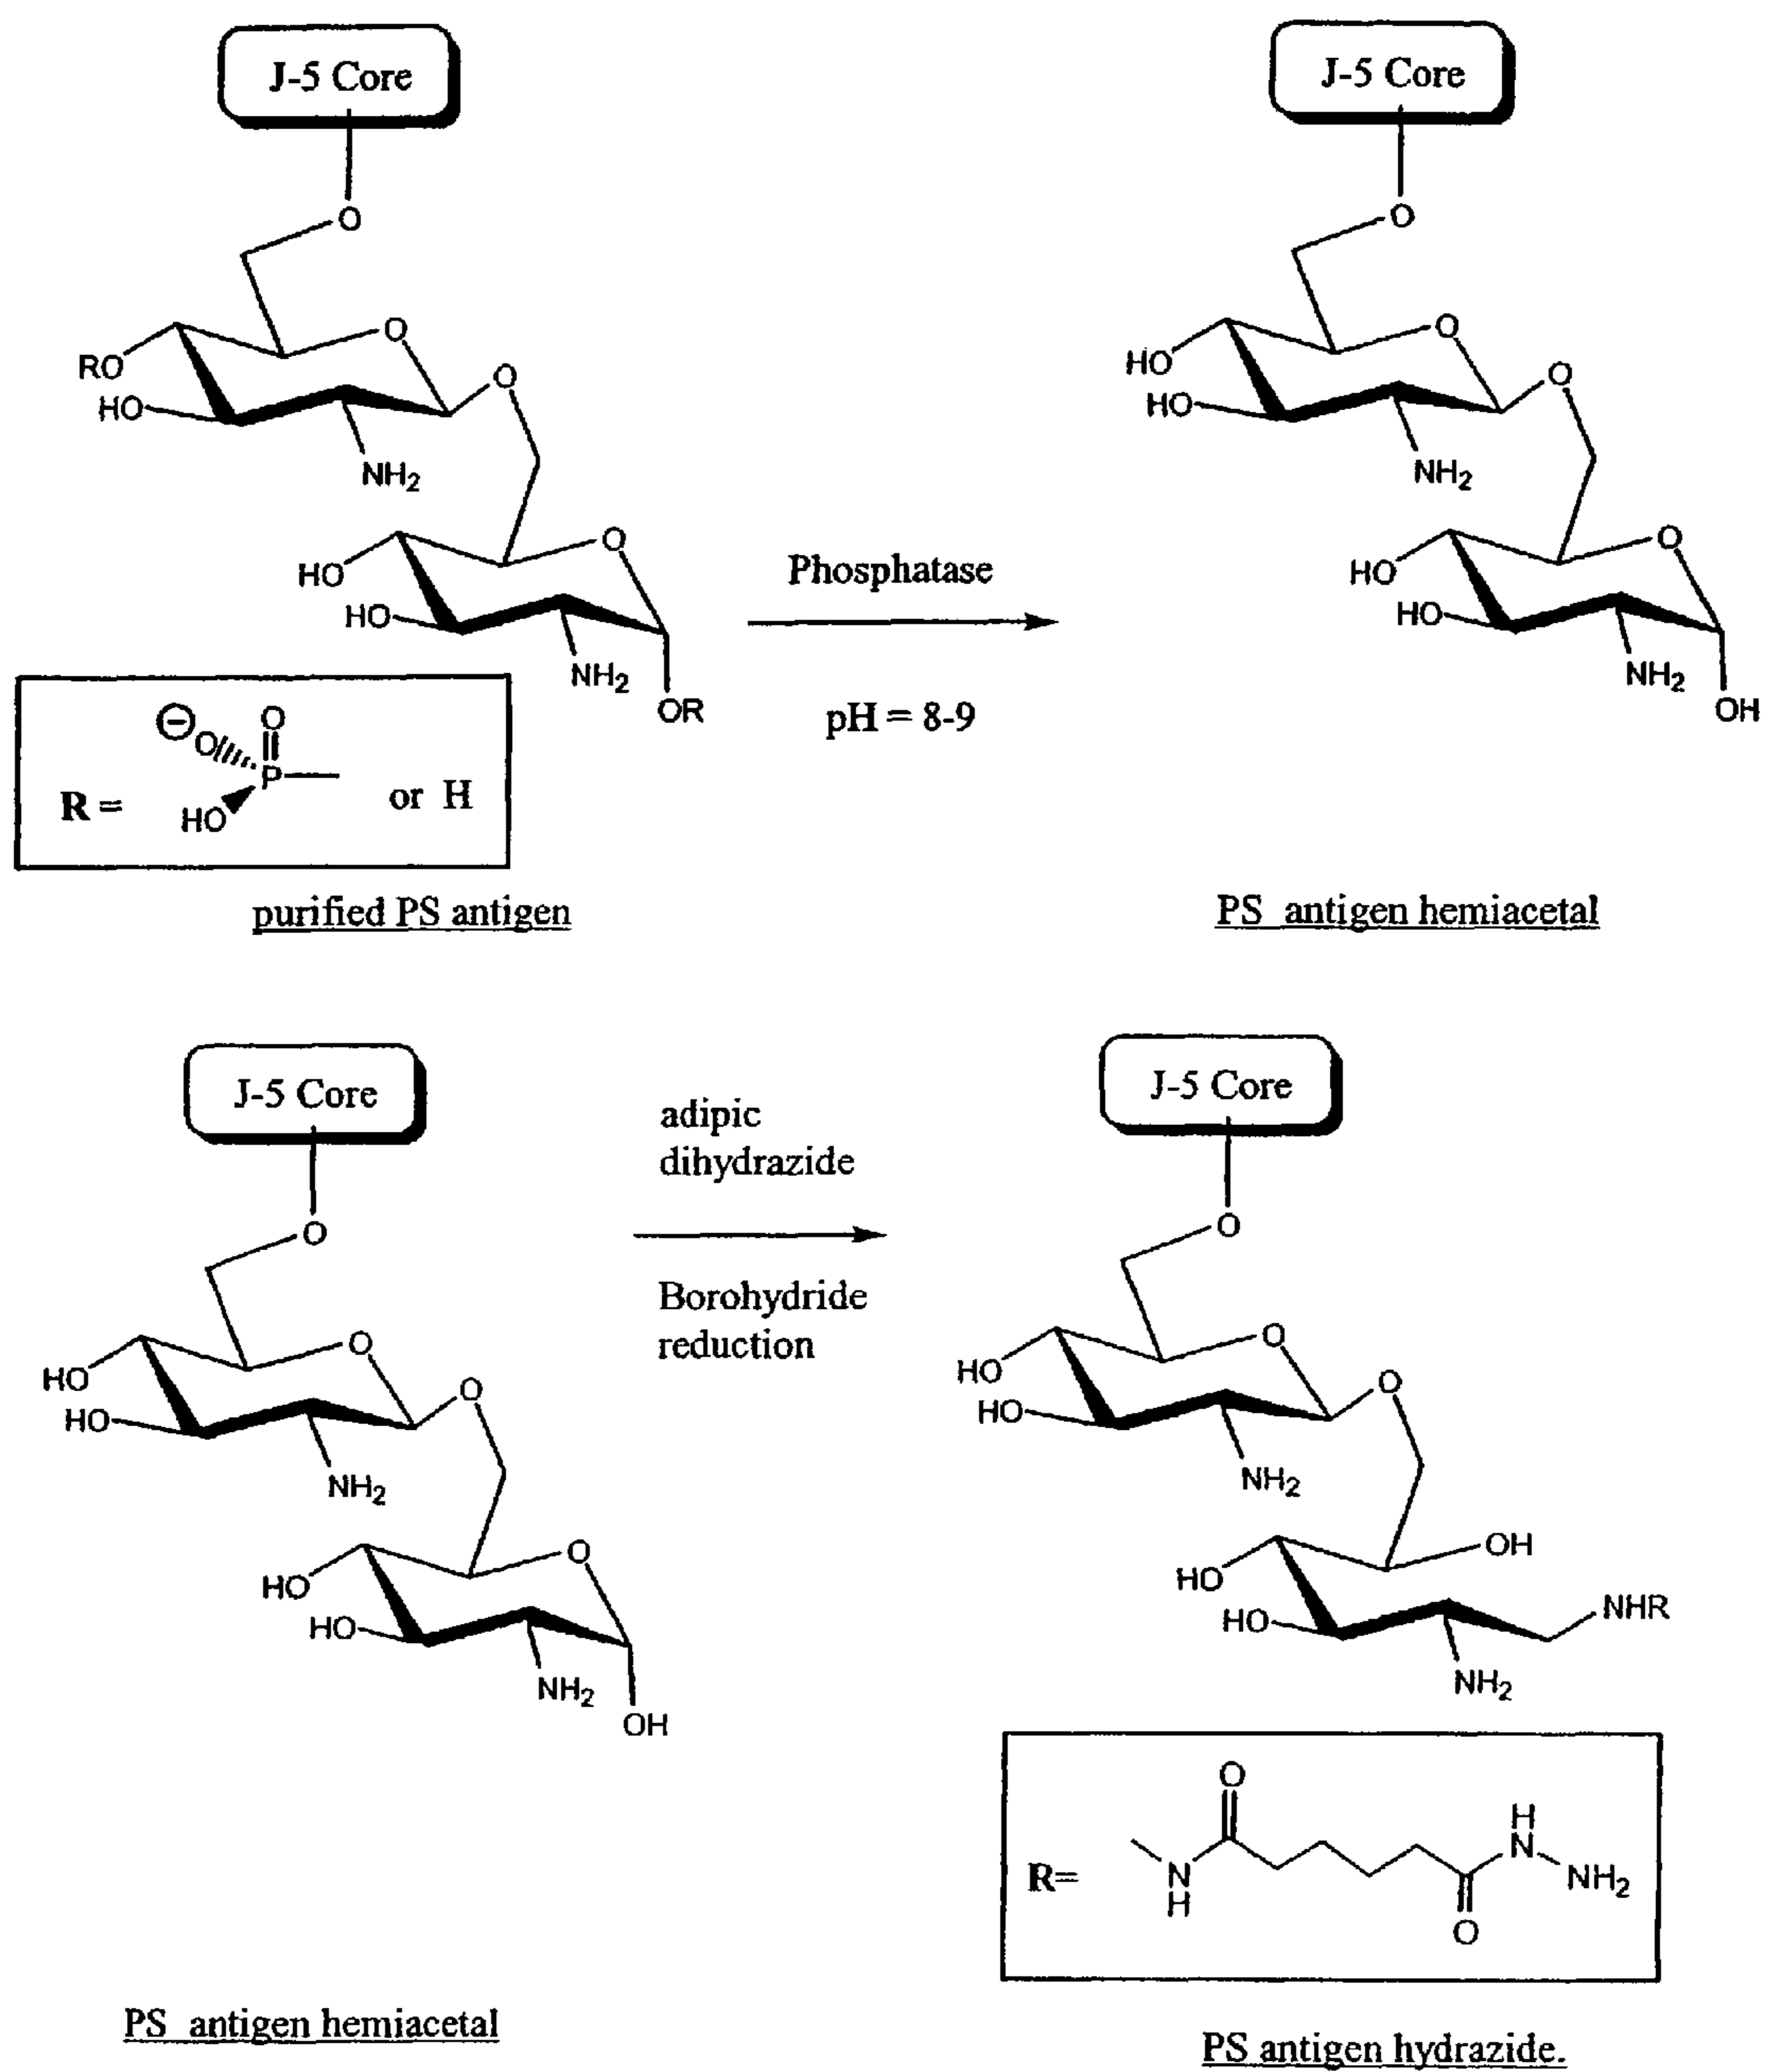 J-5 Core
J-5 Core
O
O
O
RO
O
HO
NH2
O
HO
O
HO
NH2
O
HO
HO
NH2
OR
Phosphatase
pH = 8-9
O
HO
HO
NH2
OH
R = ⊖ O O P HO or H
purified PS antigen
PS antigen hemiacetal
J-5 Core
J-5 Core
adipic
dihydrazide
Borohydride
reduction
O
O
O
HO
O
HO
NH2
O
HO
O
HO
NH2
O
HO
HO
NH2
OH
OH
HO
HO
NHR
NH2
R= N H O O H N NH2
PS antigen hemiacetal
PS antigen hydrazide.